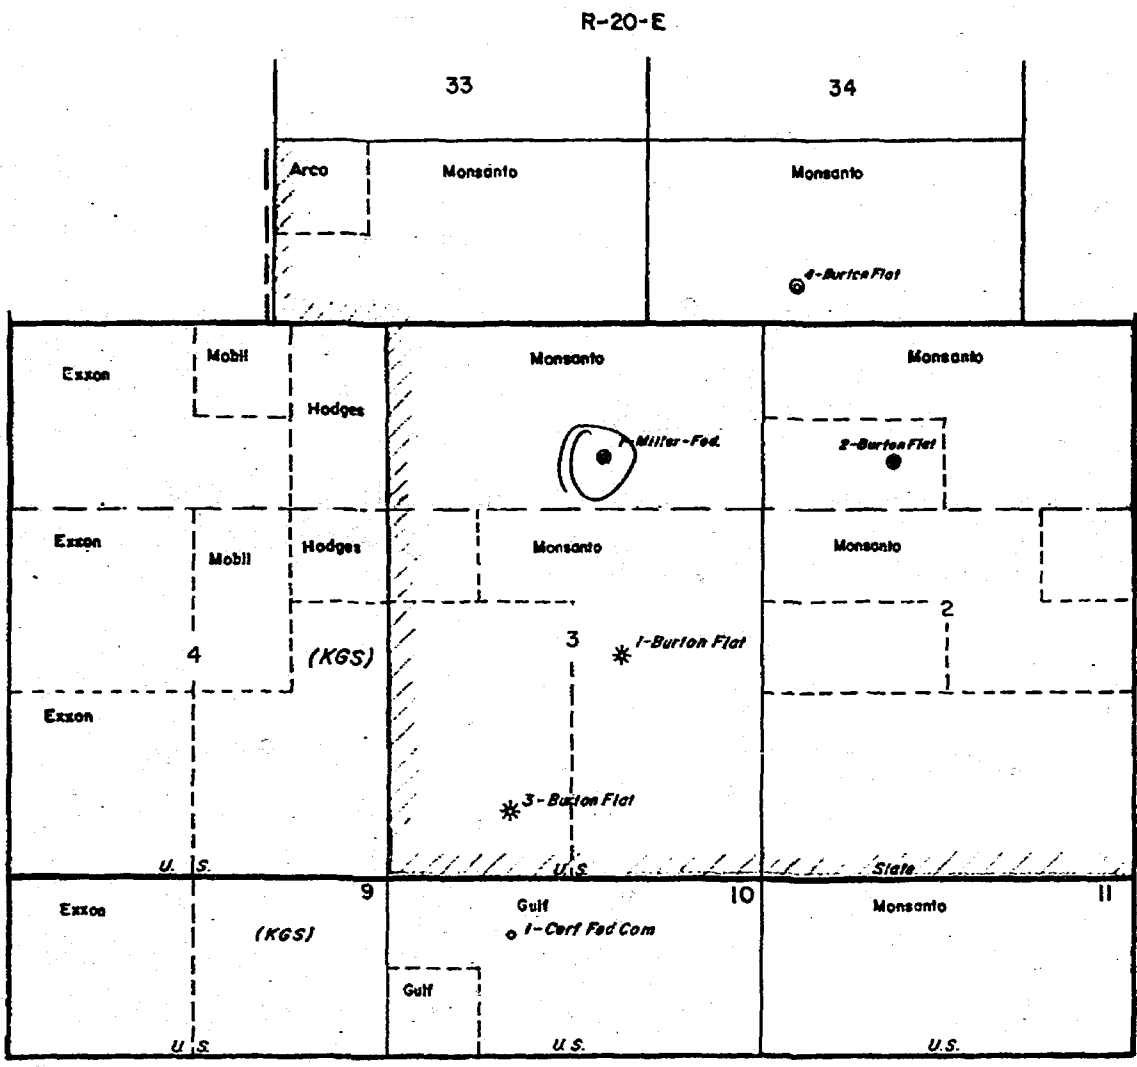 R-20-E
33
34
Arco
Monsanto
Monsanto
4-Burton Flat
Exxon
Mobil
Hodges
Monsanto
Monsanto
1-Miller-Fed.
2-Burton Flat
Exxon
Mobil
Hodges
Monsanto
Monsanto
4
(KGS)
3
1-Burton Flat
2
Exxon
3-Burton Flat
U. S.
U.S.
State
9
10
11
Exxon
(KGS)
Gulf
1-Cerf Fed Com
Monsanto
Gulf
U.S.
U.S.
U.S.